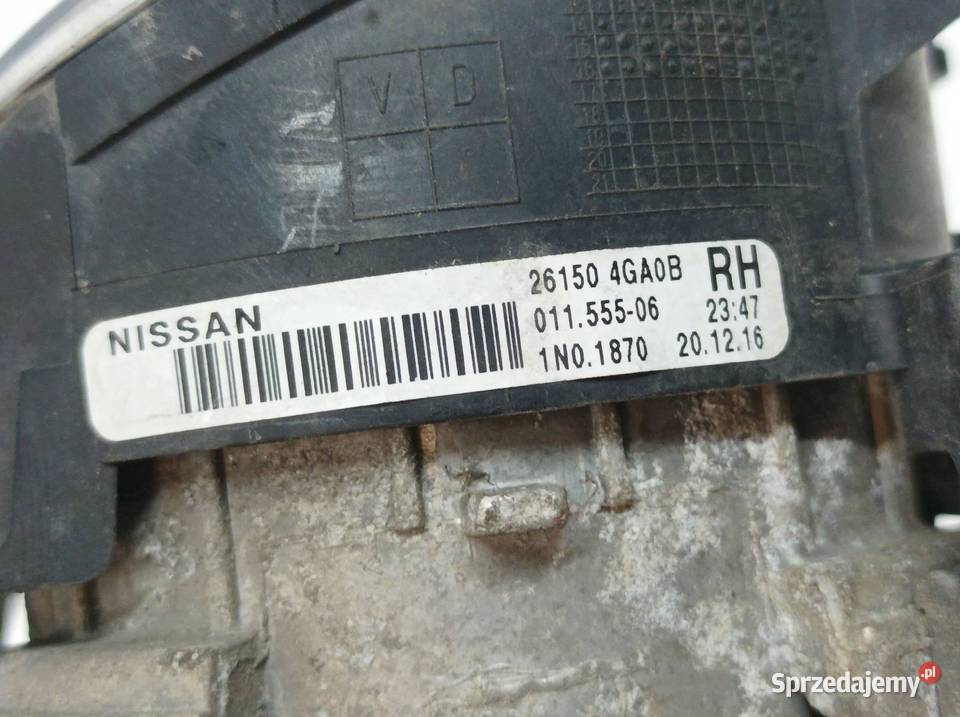 V D
NISSAN
26150 4GA0B RH
011.555-06 23:47
1N0.1870 20.12.16
Sprzedajemy.pl